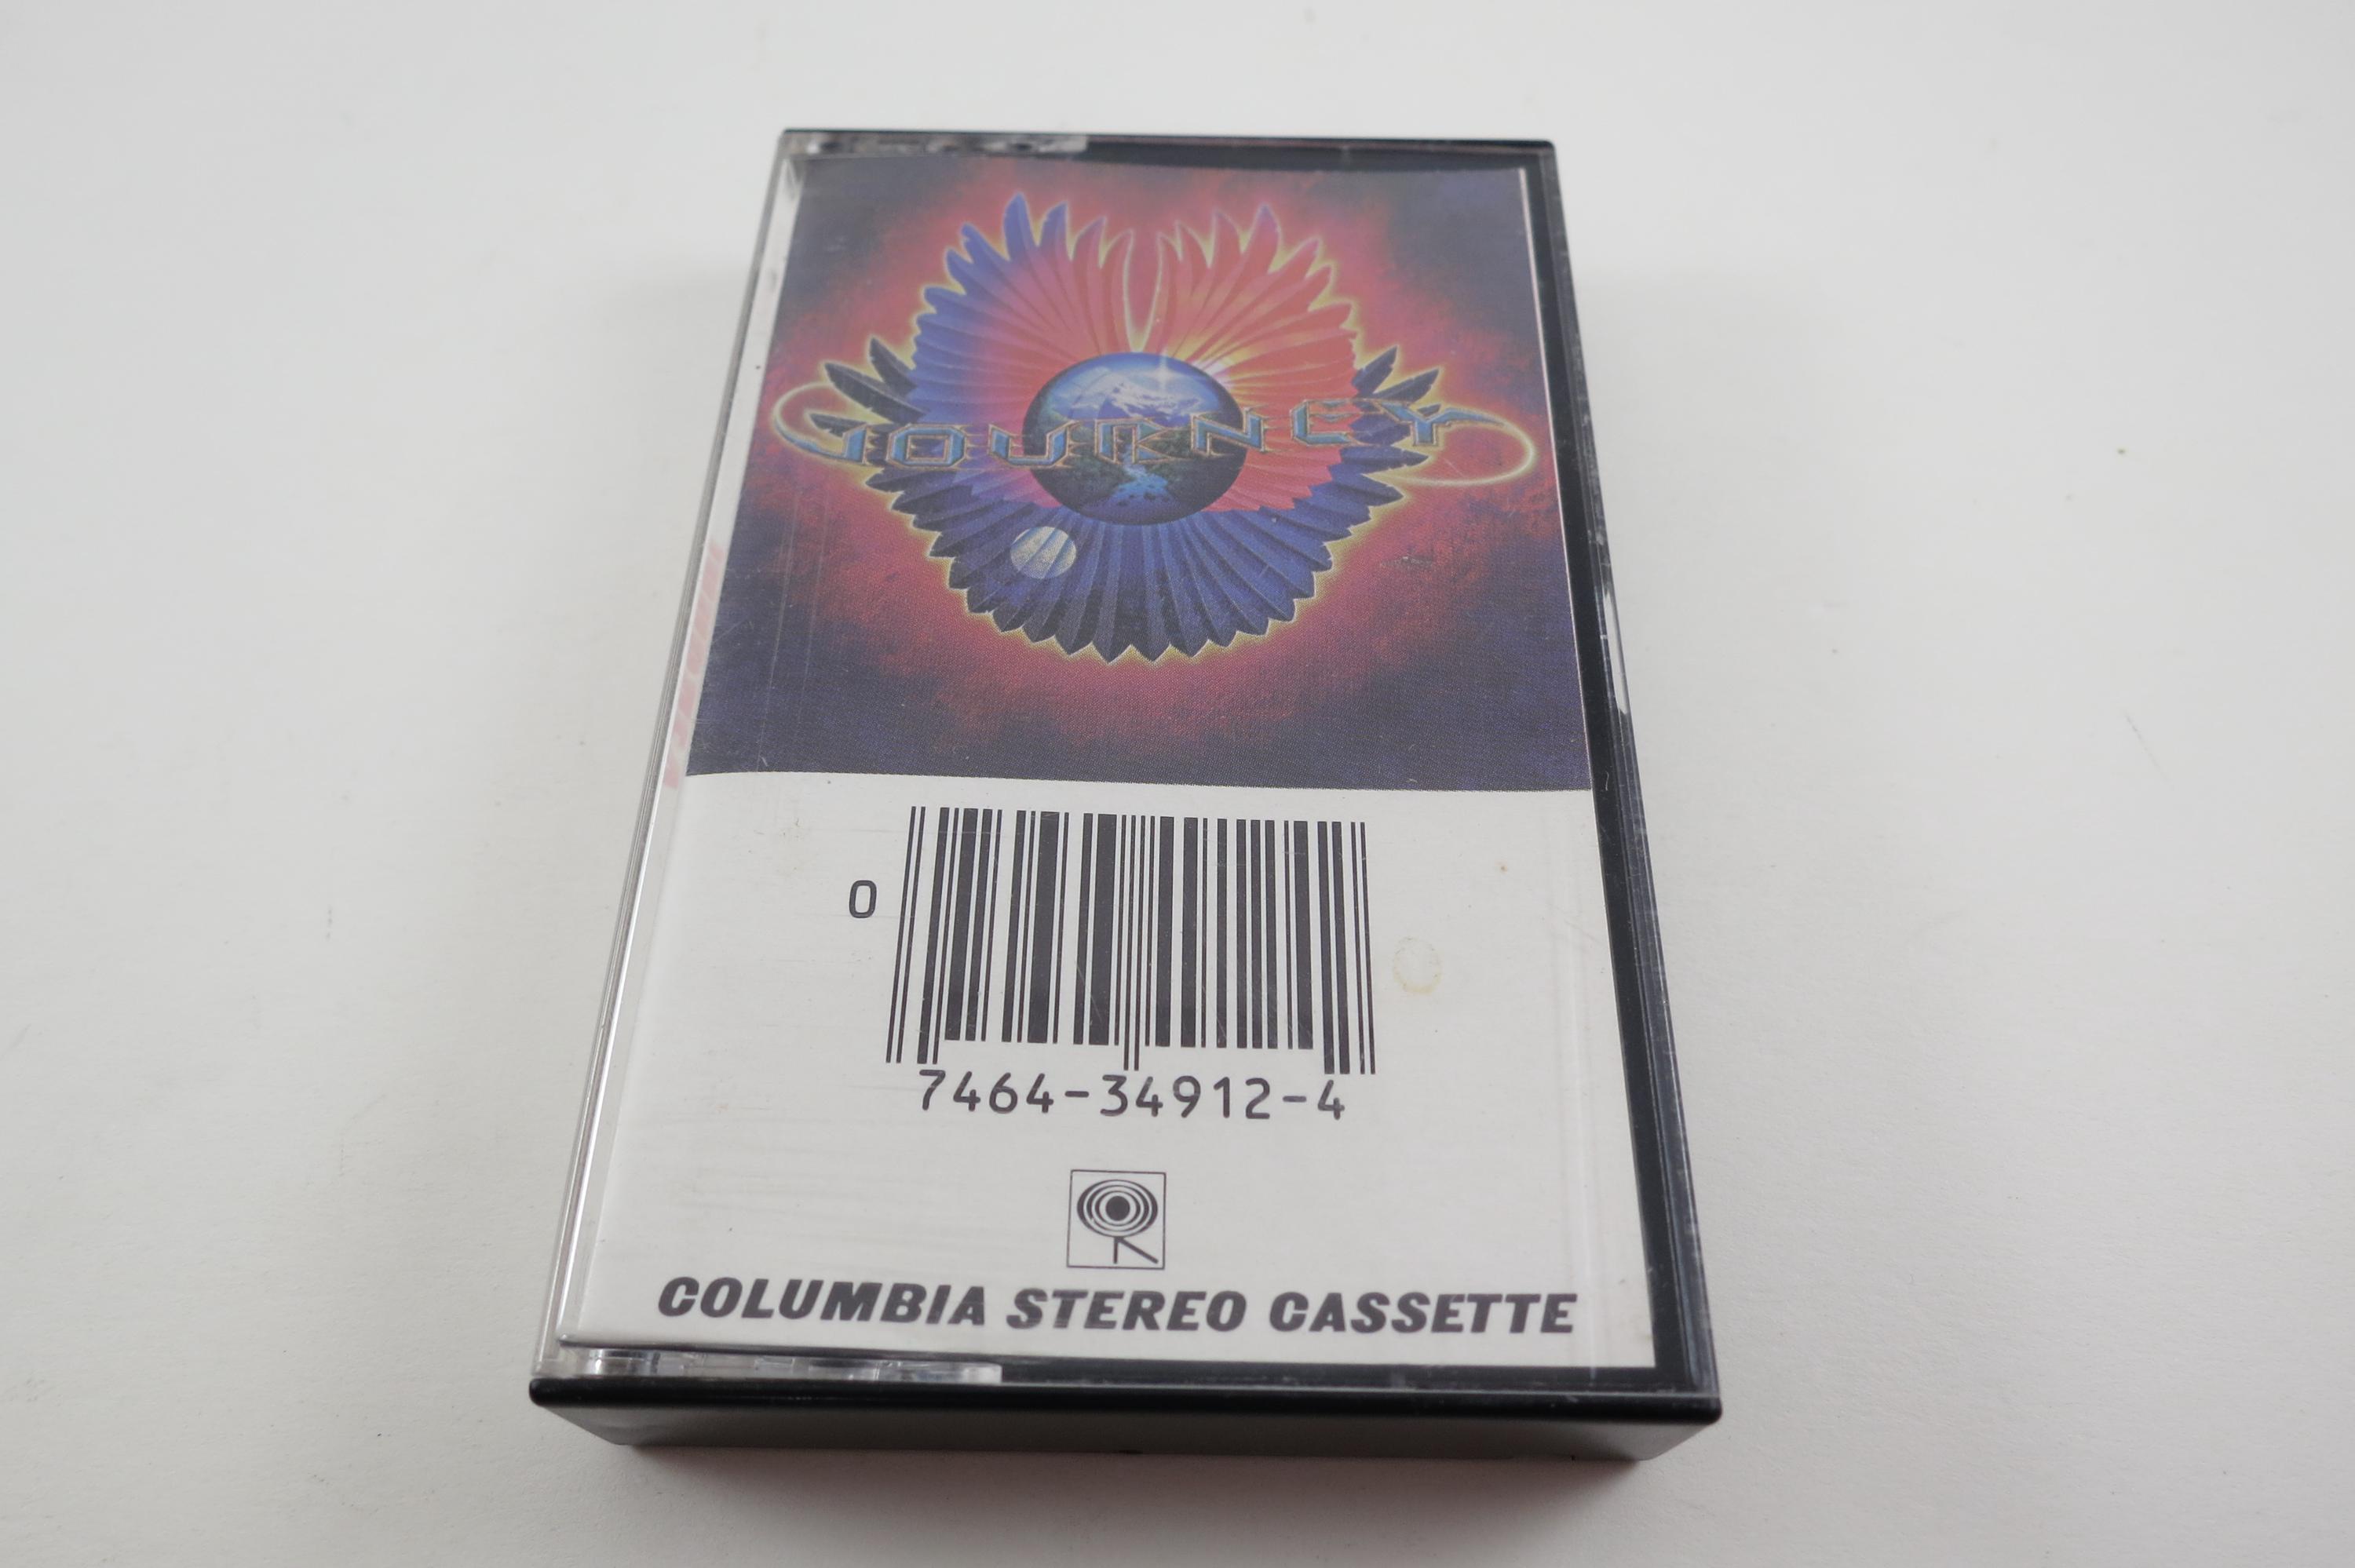 JOURNEY
0
7464-34912-4
COLUMBIA STEREO CASSETTE